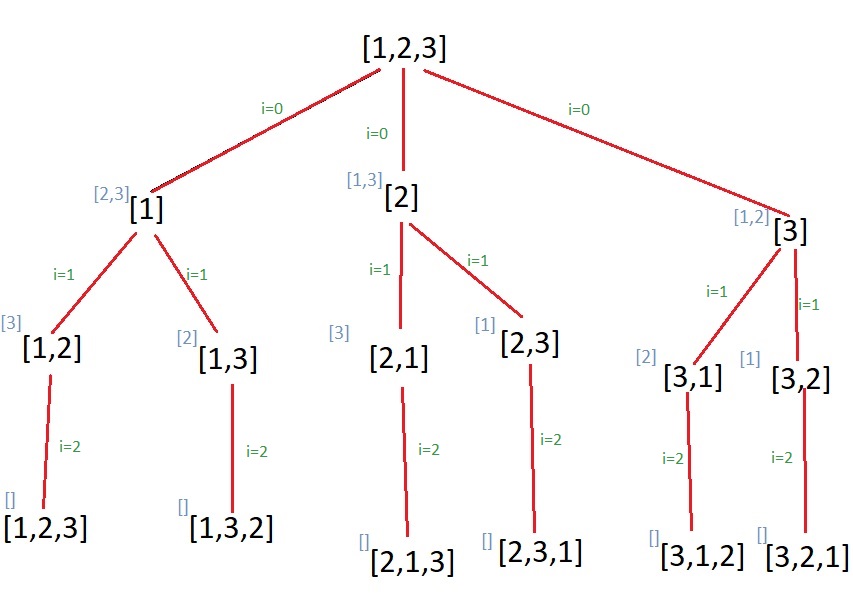 [1,2,3]
i=0
i=0
i=0
[2,3] [1]
[1,3] [2]
[1,2] [3]
i=1
i=1
i=1
i=1
i=1
i=1
[3] [1,2]
[2] [1,3]
[3] [2,1]
[1] [2,3]
[2] [3,1]
[1] [3,2]
i=2
i=2
i=2
i=2
i=2
i=2
[] [1,2,3]
[] [1,3,2]
[] [2,1,3]
[] [2,3,1]
[] [3,1,2]
[] [3,2,1]